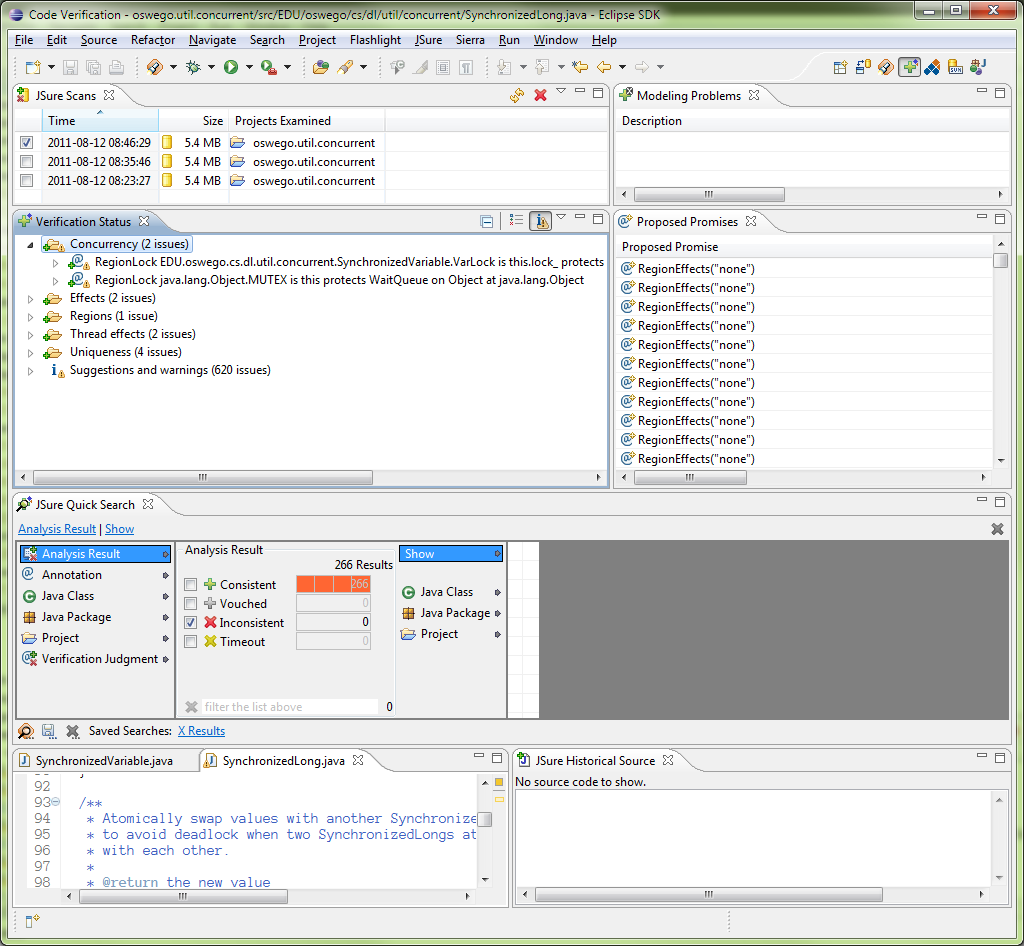 Code Verification - oswego.util.concurrent/src/EDU/oswego/cs/dl/util/concurrent/SynchronizedLong.java - Eclipse SDK
File Edit Source Refactor Navigate Search Project Flashlight JSure Sierra Run Window Help
JSure Scans
Time Size Projects Examined
2011-08-12 08:46:29 5.4 MB oswego.util.concurrent
2011-08-12 08:35:46 5.4 MB oswego.util.concurrent
2011-08-12 08:23:27 5.4 MB oswego.util.concurrent
Modeling Problems
Description
Verification Status
Concurrency (2 issues)
RegionLock EDU.oswego.cs.dl.util.concurrent.SynchronizedVariable.VarLock is this.lock_ protects
RegionLock java.lang.Object.MUTEX is this protects WaitQueue on Object at java.lang.Object
Effects (2 issues)
Regions (1 issue)
Thread effects (2 issues)
Uniqueness (4 issues)
Suggestions and warnings (620 issues)
Proposed Promises
Proposed Promise
RegionEffects("none")
RegionEffects("none")
RegionEffects("none")
RegionEffects("none")
RegionEffects("none")
RegionEffects("none")
RegionEffects("none")
RegionEffects("none")
RegionEffects("none")
RegionEffects("none")
RegionEffects("none")
JSure Quick Search
Analysis Result | Show
Analysis Result
Annotation
Java Class
Java Package
Project
Verification Judgment
Analysis Result
266 Results
Consistent 266
Vouched 0
Inconsistent 0
Timeout 0
filter the list above 0
Show
Java Class
Java Package
Project
Saved Searches: X Results
SynchronizedVariable.java SynchronizedLong.java
92
93 /**
94 * Atomically swap values with another Synchronize
95 * to avoid deadlock when two SynchronizedLongs at
96 * with each other.
97 *
98 * @return the new value
JSure Historical Source
No source code to show.